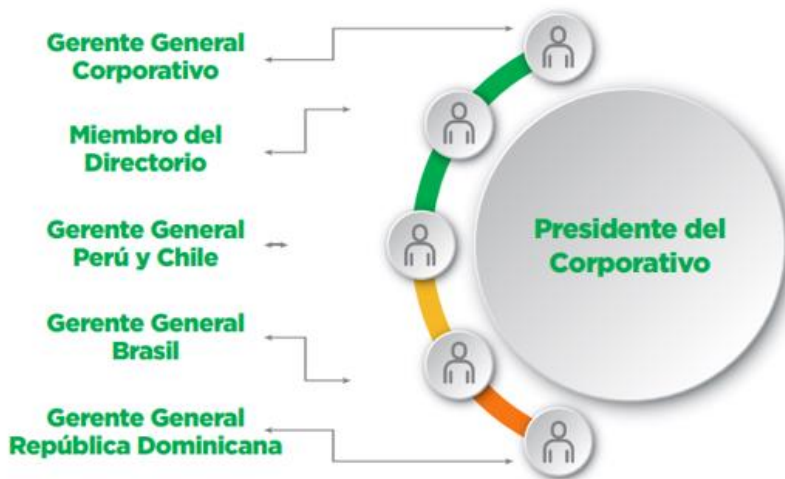 Gerente General
Corporativo
Miembro del
Directorio
Gerente General
Perú y Chile
Gerente General
Brasil
Gerente General
República Dominicana
Presidente del
Corporativo